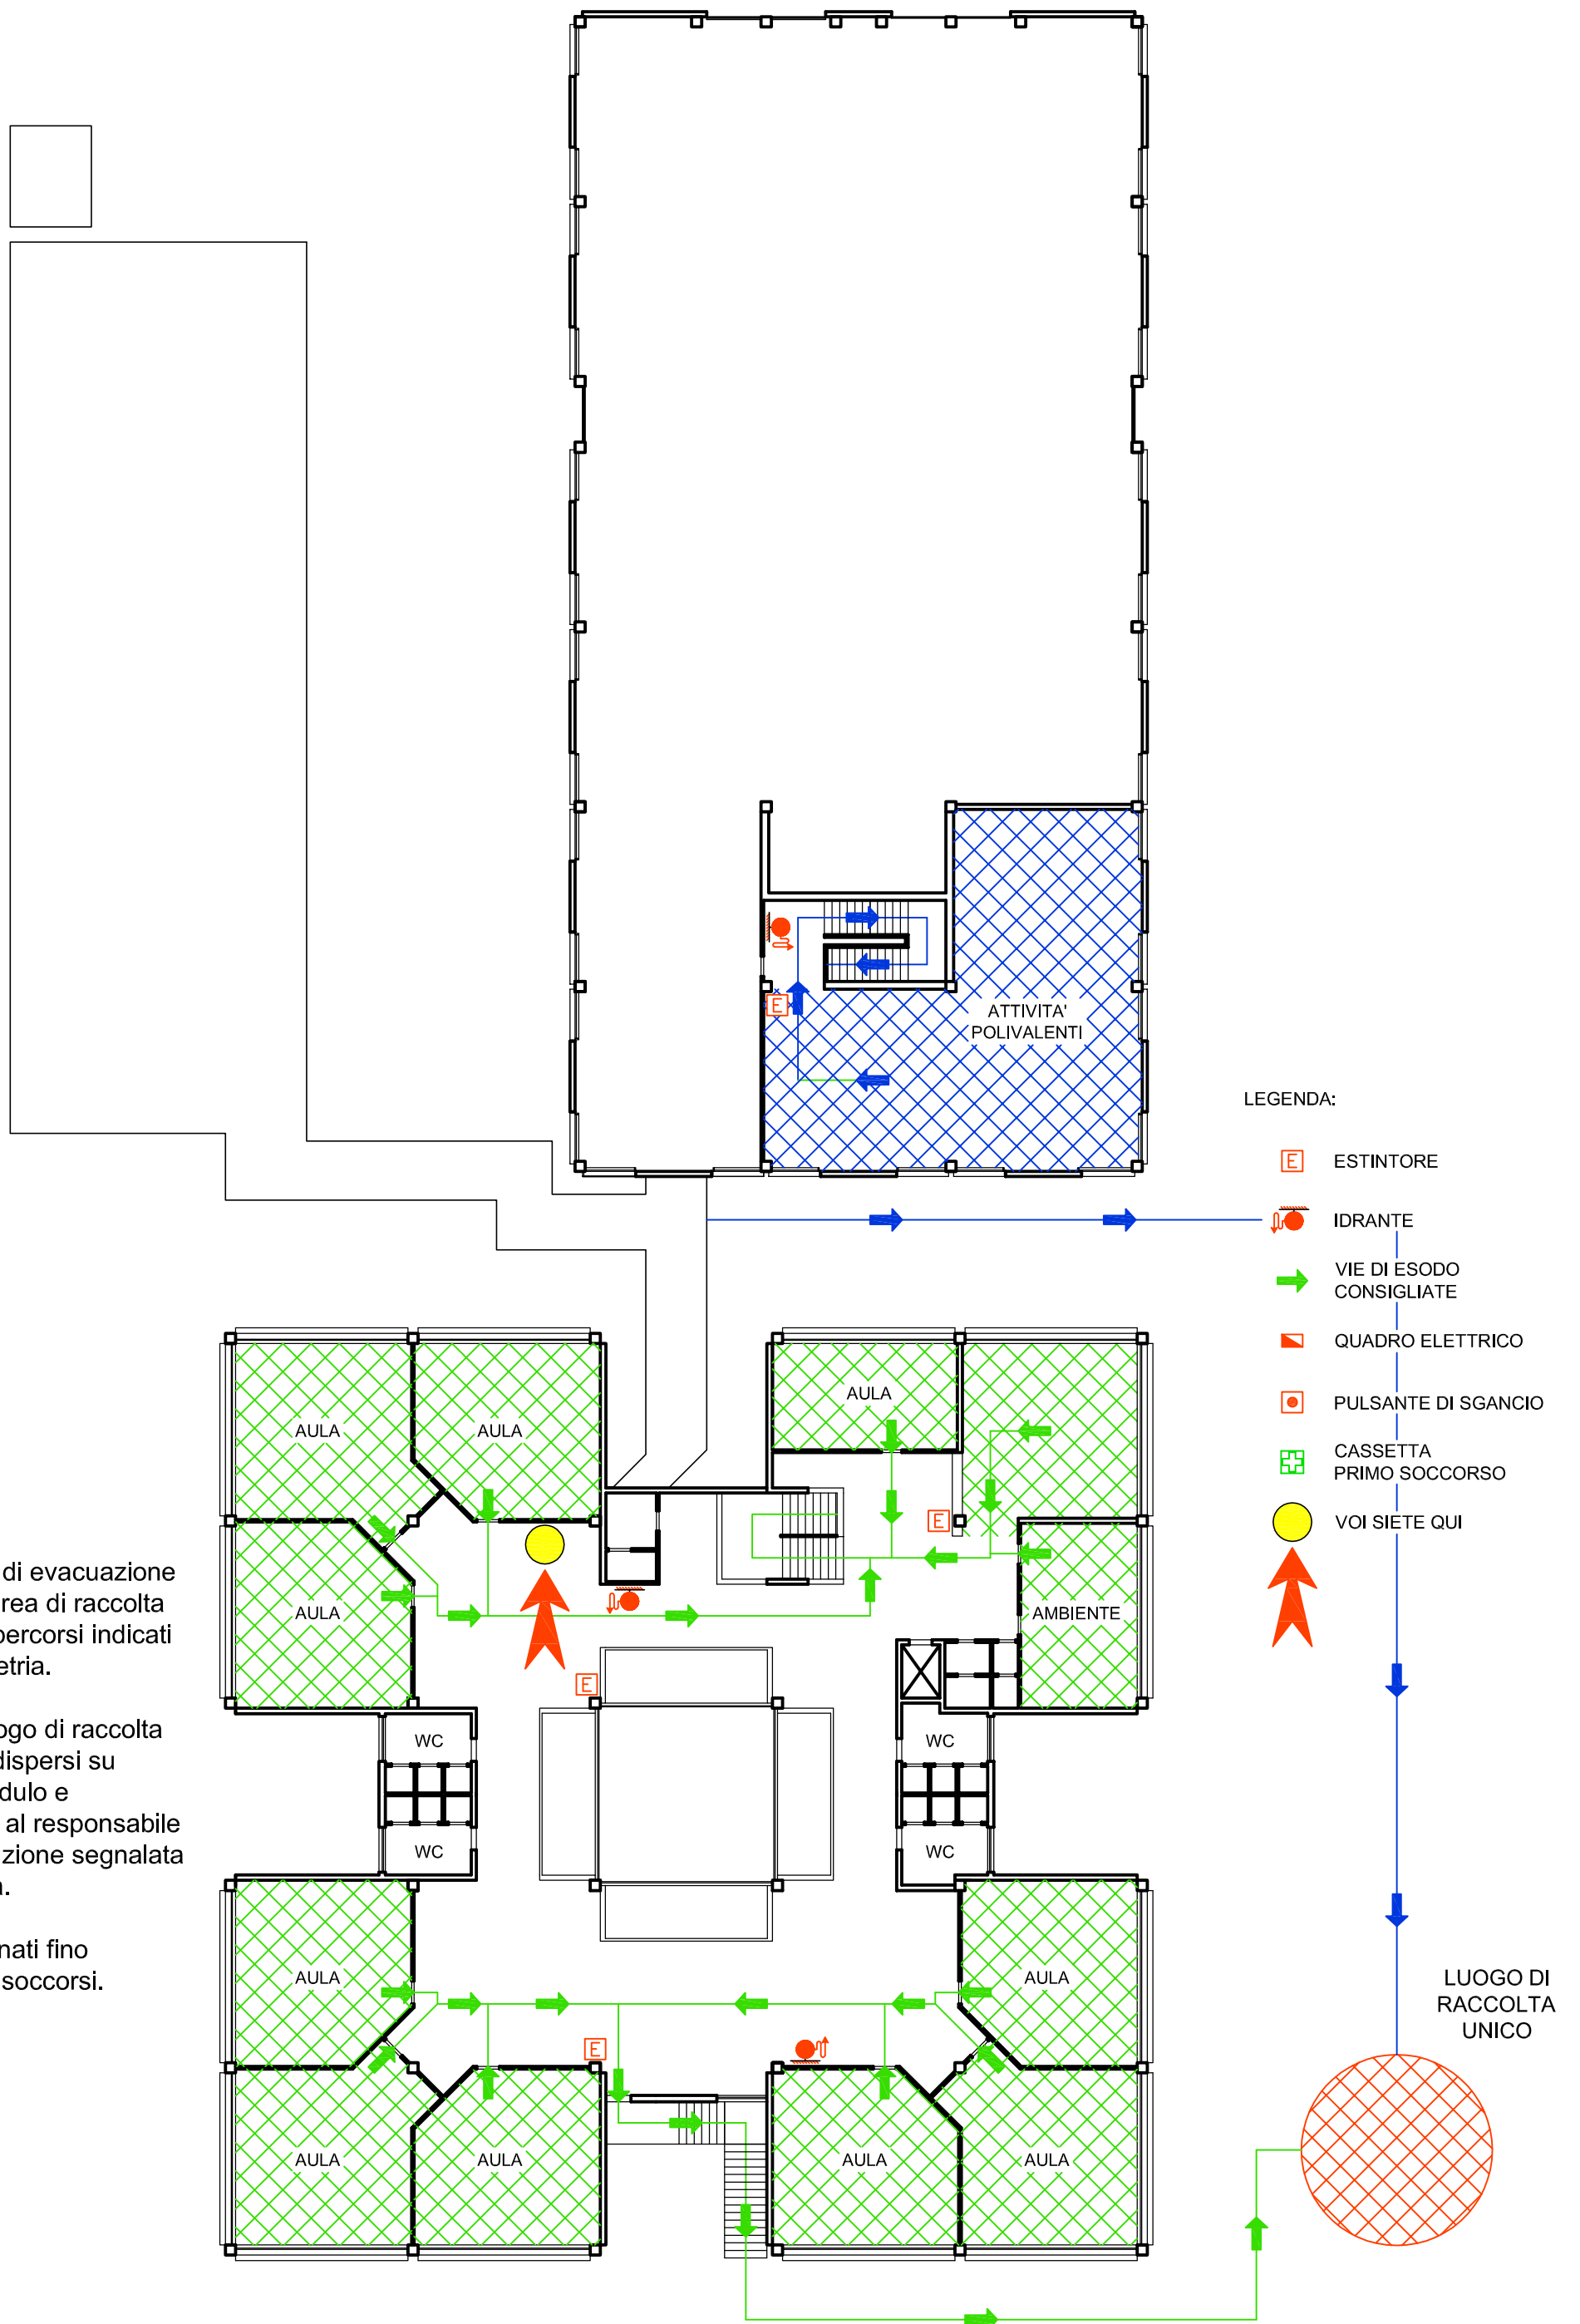 E
ATTIVITA'
POLIVALENTI
LEGENDA:
E ESTINTORE
IDRANTE
VIE DI ESODO
CONSIGLIATE
QUADRO ELETTRICO
PULSANTE DI SGANCIO
CASSETTA
PRIMO SOCCORSO
VOI SIETE QUI
AULA
AULA
AULA
E
di evacuazione
rea di raccolta
percorsi indicati
etria.
AULA
AMBIENTE
E
ogo di raccolta
dispersi su
dulo e
al responsabile
zione segnalata
a.
WC
WC
WC
WC
nati fino
soccorsi.
AULA
AULA
LUOGO DI
RACCOLTA
UNICO
E
AULA
AULA
AULA
AULA